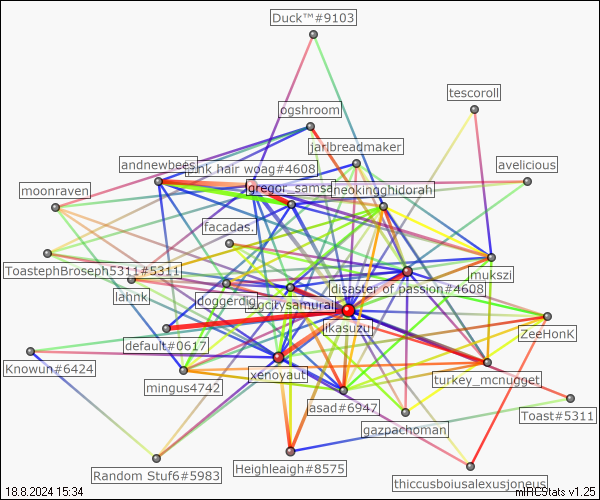 Duck™#9103
tescoroll
ogshroom
jarlbreadmaker
andnewbees
pink hair woag#4608
avelicious
moonraven
gregor_samsa
neokingghidorah
facadas.
ToastephBroseph5311#5311
mukszi
lahnk
doggerdig
disaster of passion#4608
zgcitysamurai
ikasuzu
default#0617
ZeeHonK
Knowun#6424
xenoyaut
turkey_mcnugget
mingus4742
asad#6947
Toast#5311
gazpachoman
Random Stuf6#5983
Heighleaigh#8575
thiccusboiusalexusjoneus
18.8.2024 15:34
mIRCStats v1.25